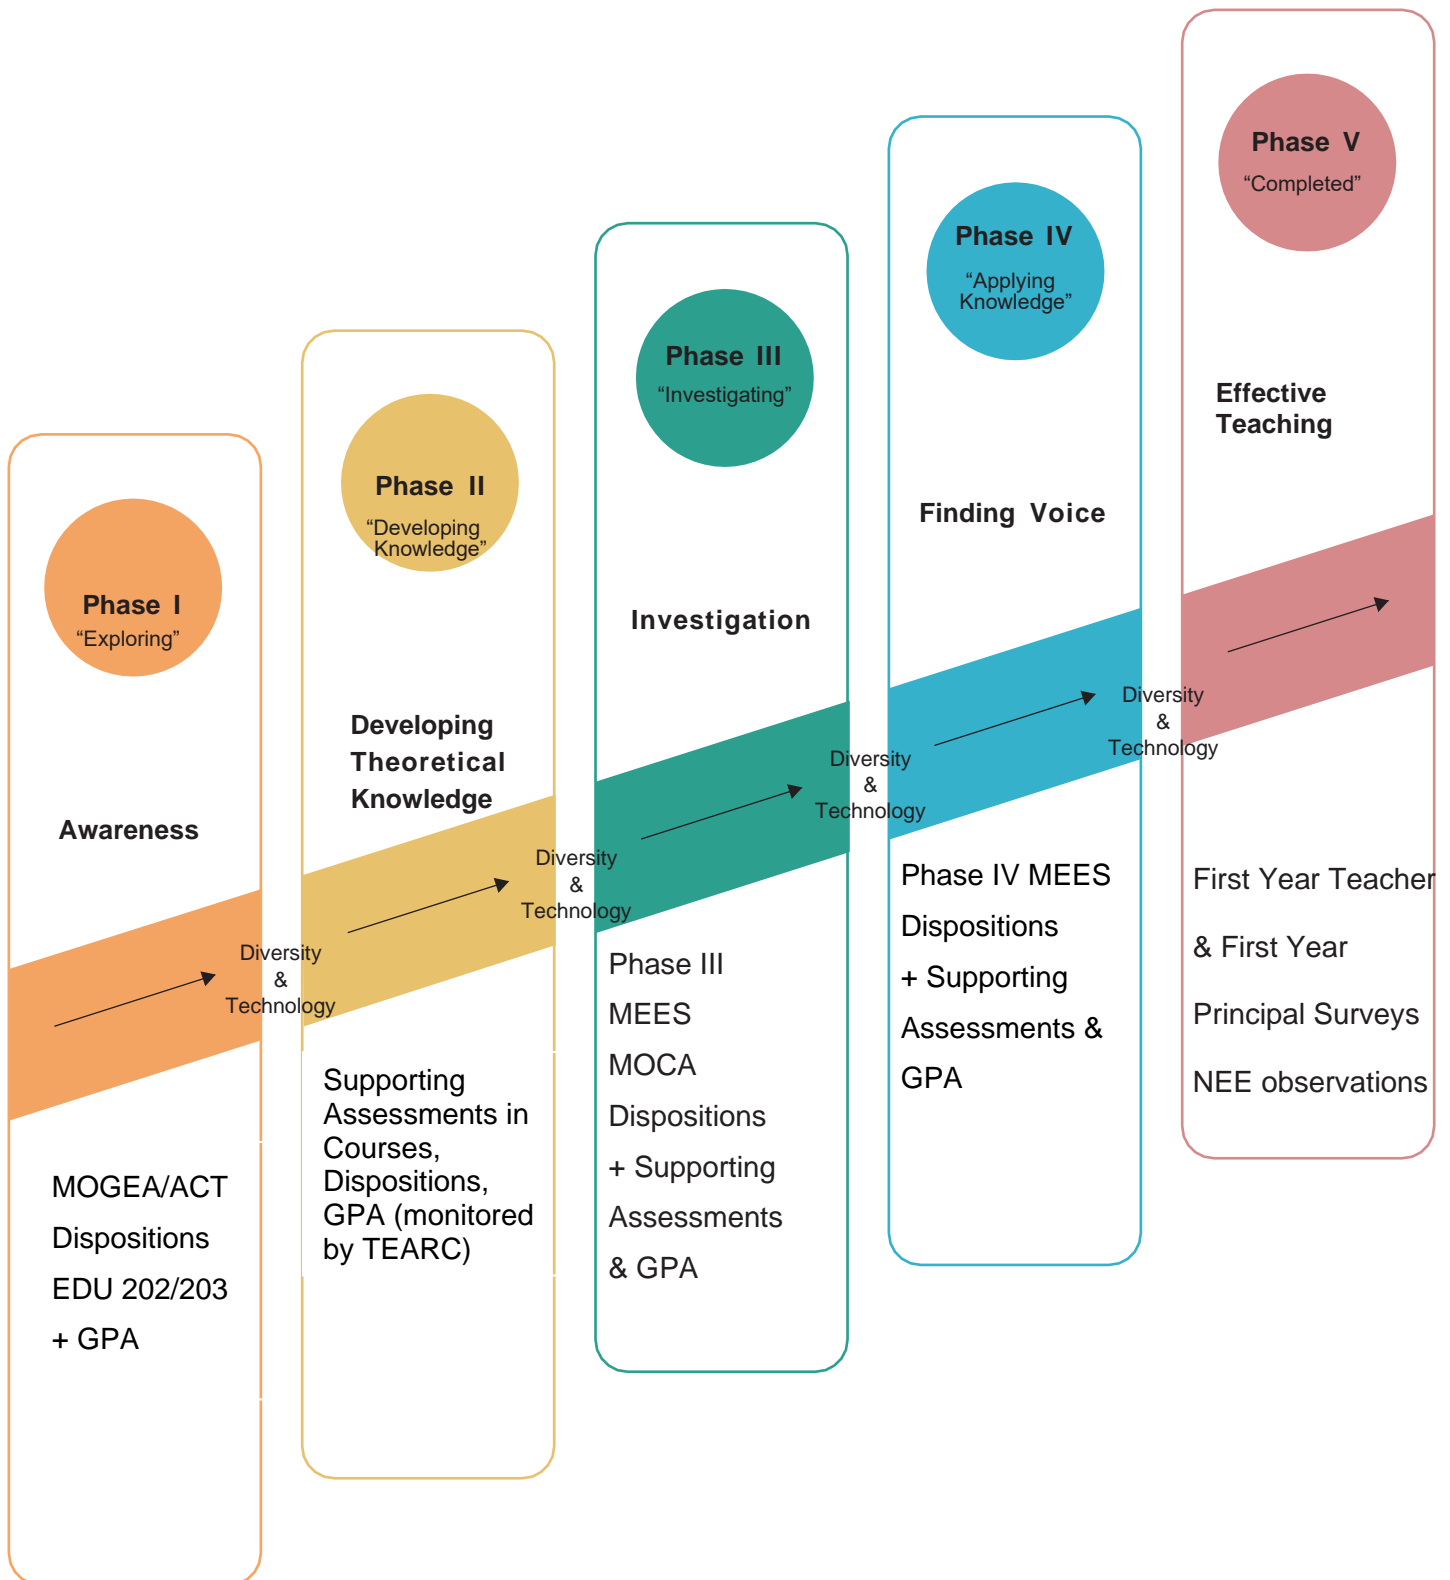 Phase I
“Exploring”
Awareness
MOGEA/ACT
Dispositions
EDU 202/203
+ GPA
Diversity
&
Technology
Phase II
“Developing
Knowledge”
Developing
Theoretical
Knowledge
Supporting
Assessments in
Courses,
Dispositions,
GPA (monitored
by TEARC)
Diversity
&
Technology
Phase III
“Investigating”
Investigation
Phase III
MEES
MOCA
Dispositions
+ Supporting
Assessments
& GPA
Diversity
&
Technology
Phase IV
“Applying
Knowledge”
Finding Voice
Phase IV MEES
Dispositions
+ Supporting
Assessments &
GPA
Diversity
&
Technology
Phase V
“Completed”
Effective
Teaching
First Year Teacher
& First Year
Principal Surveys
NEE observations